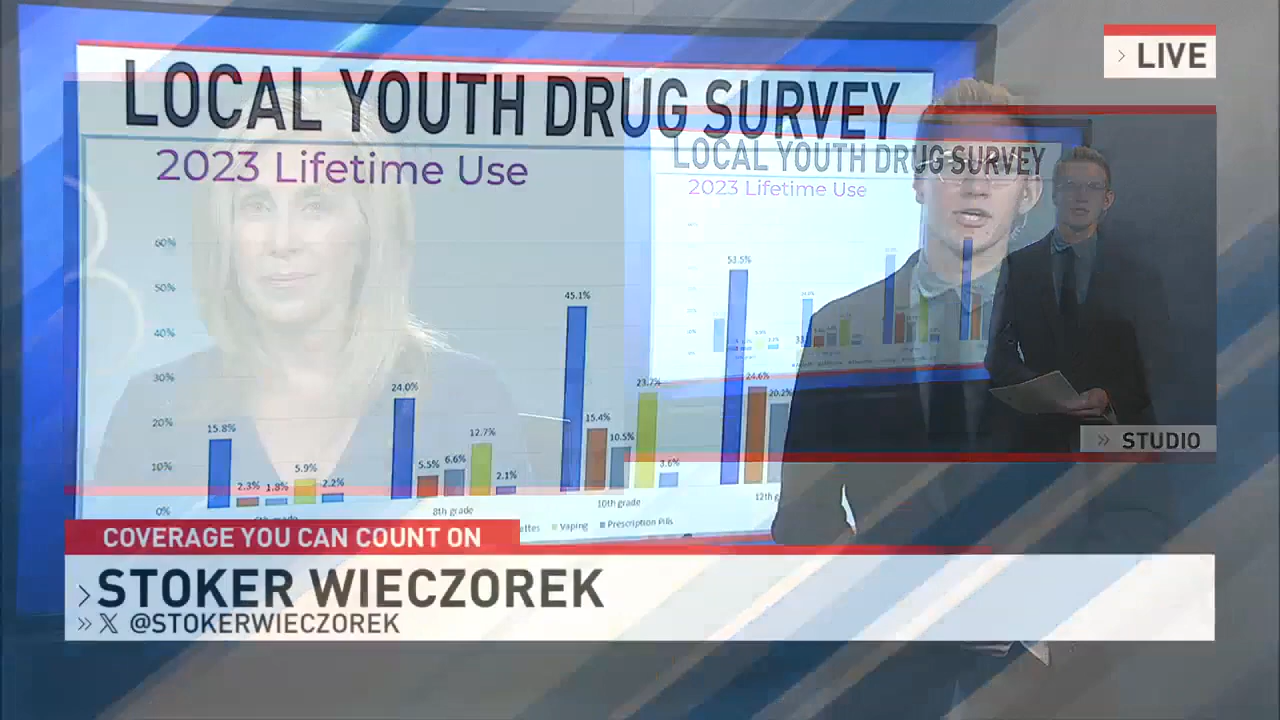 LIVE
LOCAL YOUTH DRUG SURVEY
2023 Lifetime Use
LOCAL YOUTH DRUG SURVEY
2023 Lifetime Use
60%
50%
40%
30%
20%
10%
0%
15.8%
2.3%
1.8%
5.9%
2.2%
24.0%
5.5%
6.6%
12.7%
2.1%
45.1%
15.4%
10.5%
23.7%
3.6%
53.5%
24.6%
20.2%
8th grade
10th grade
12th g
Vaping
Prescription Pills
STUDIO
COVERAGE YOU CAN COUNT ON
STOKER WIECZOREK
X @STOKERWIECZOREK